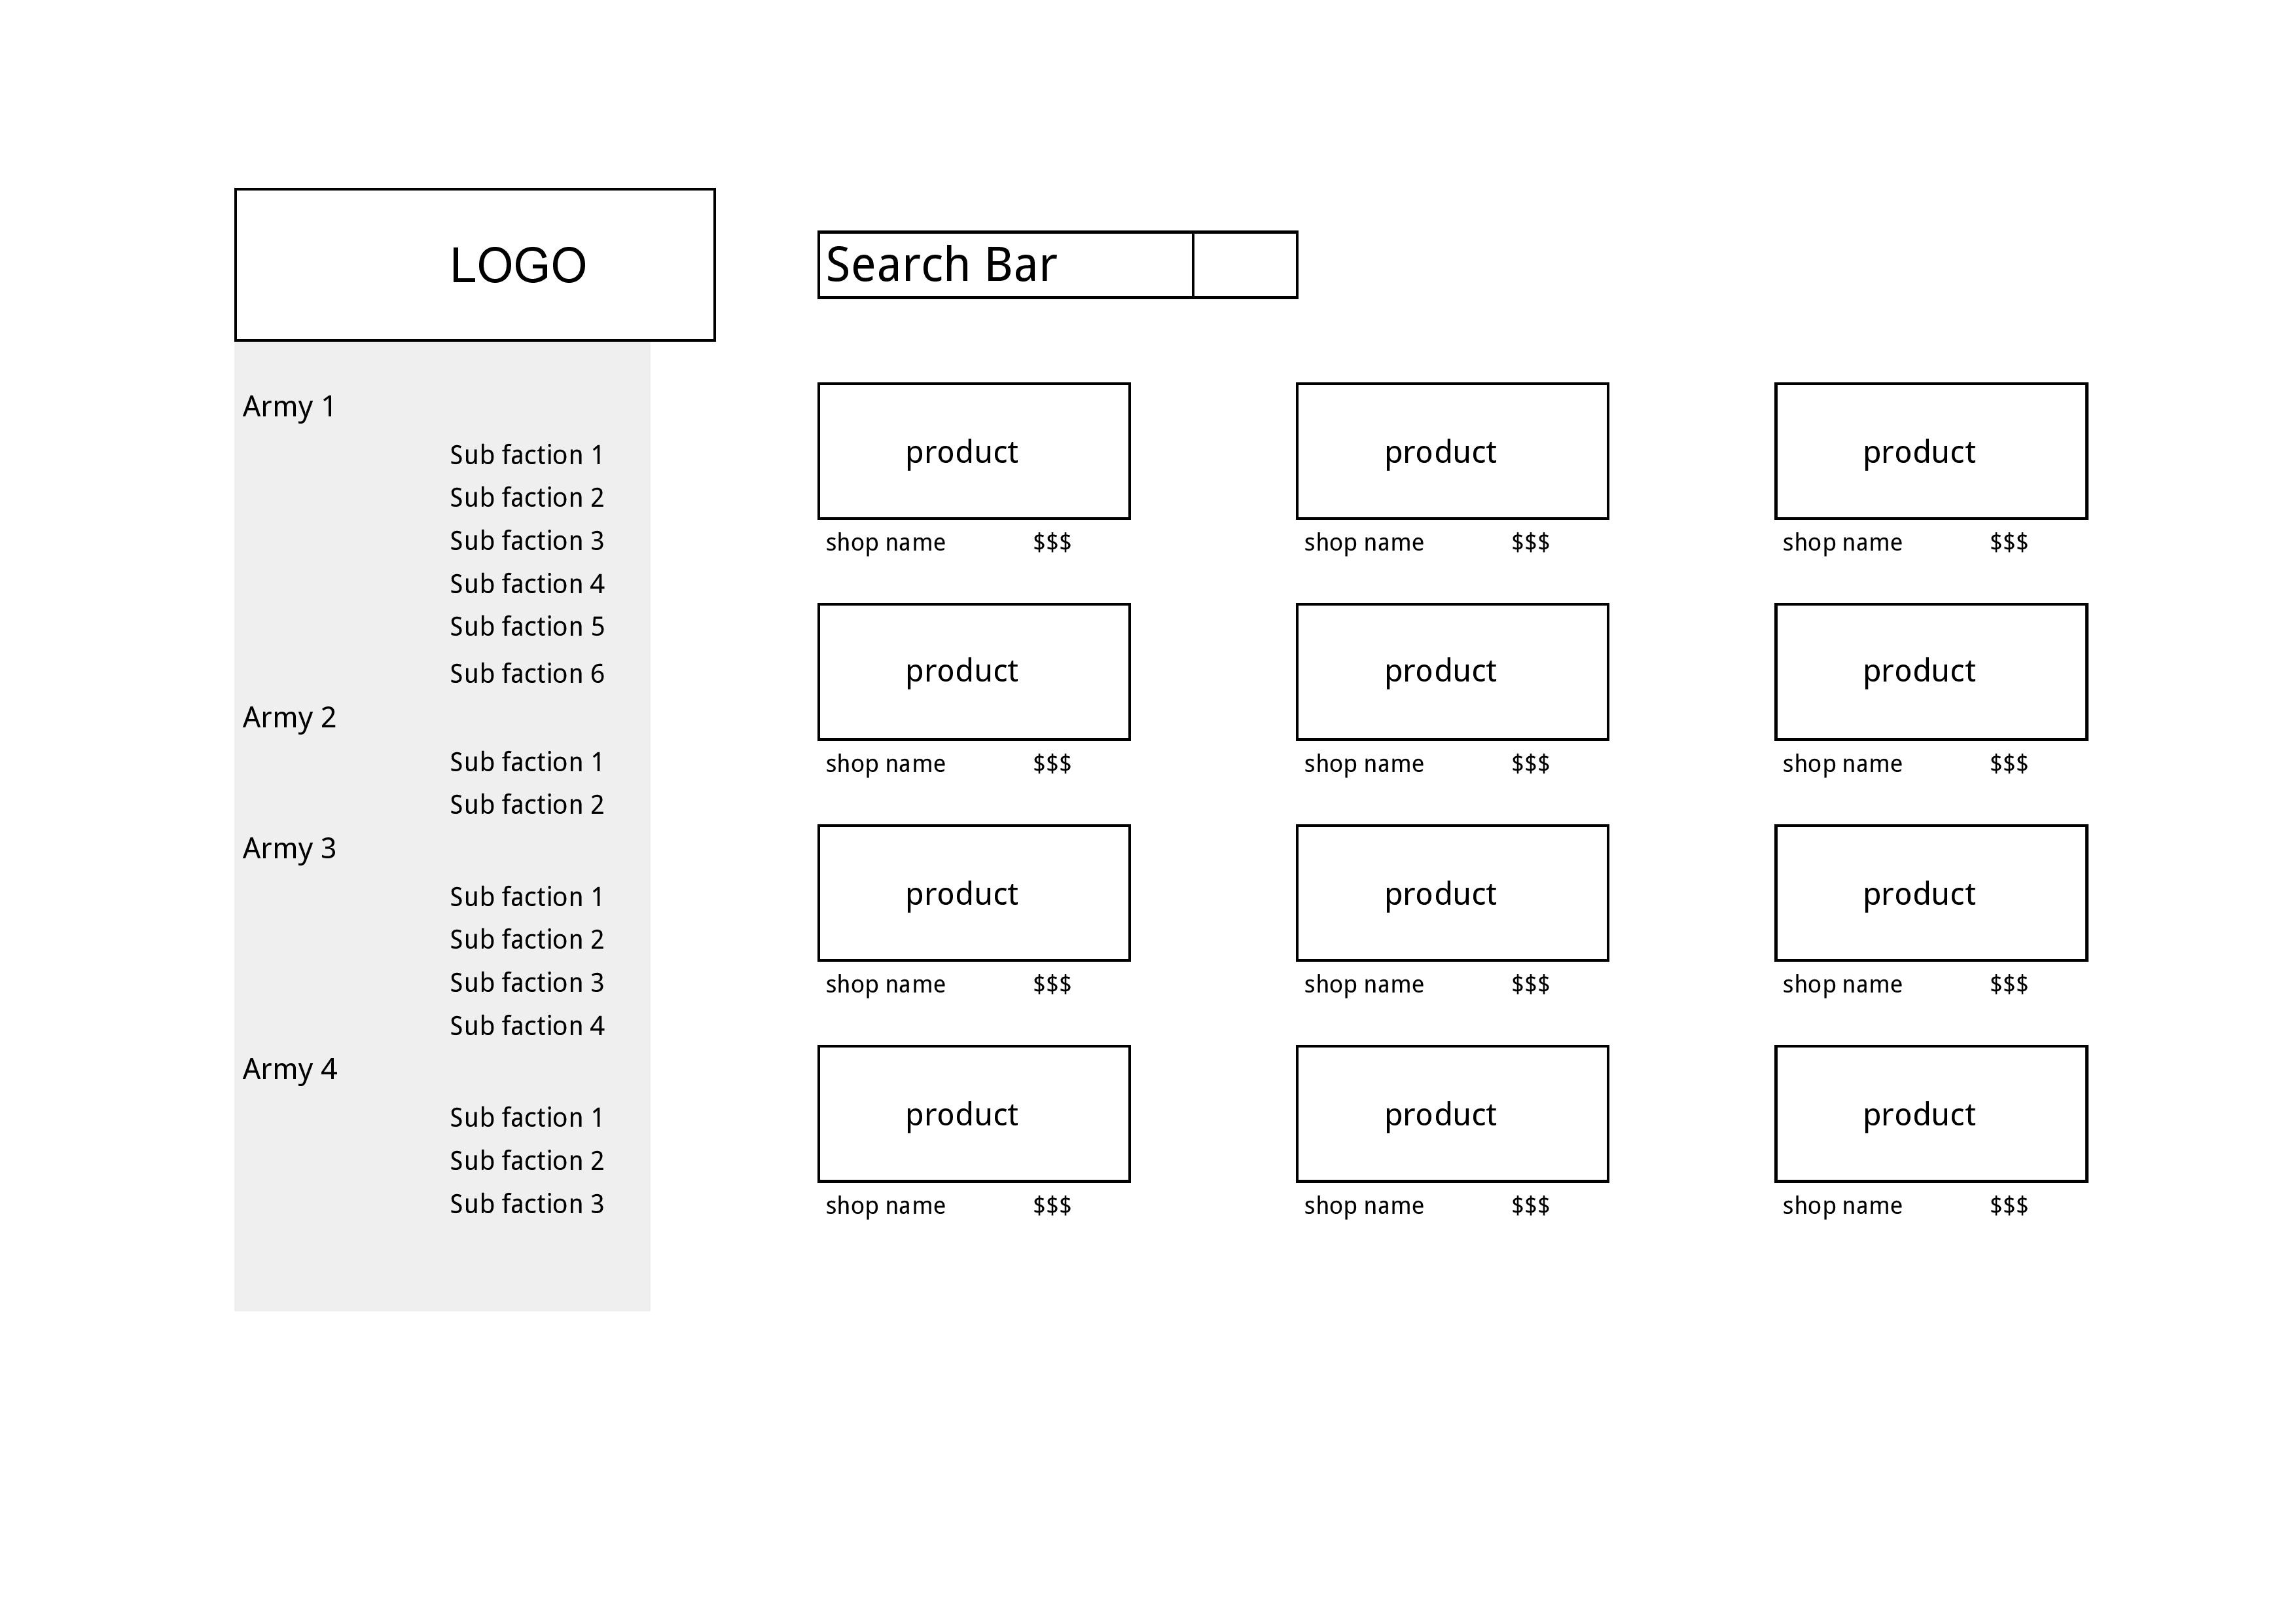 LOGO
Search Bar
Army 1
Sub faction 1
Sub faction 2
Sub faction 3
Sub faction 4
Sub faction 5
Sub faction 6
Army 2
Sub faction 1
Sub faction 2
Army 3
Sub faction 1
Sub faction 2
Sub faction 3
Sub faction 4
Army 4
Sub faction 1
Sub faction 2
Sub faction 3
product product product
shop name $$$ shop name $$$ shop name $$$
product product product
shop name $$$ shop name $$$ shop name $$$
product product product
shop name $$$ shop name $$$ shop name $$$
product product product
shop name $$$ shop name $$$ shop name $$$